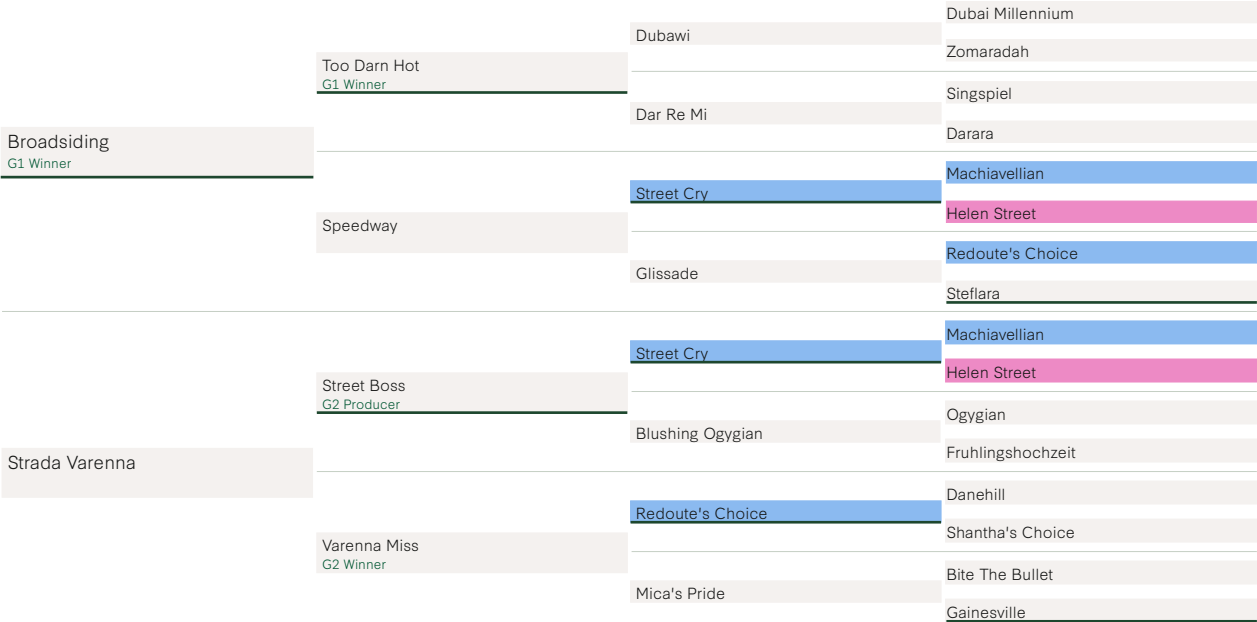 Broadsiding
G1 Winner
Strada Varenna
Too Darn Hot
G1 Winner
Speedway
Street Boss
G2 Producer
Varenna Miss
G2 Winner
Dubawi
Dar Re Mi
Street Cry
Glissade
Street Cry
Blushing Ogygian
Redoute's Choice
Mica's Pride
Dubai Millennium
Zomaradah
Singspiel
Darara
Machiavellian
Helen Street
Redoute's Choice
Steflara
Machiavellian
Helen Street
Ogygian
Fruhlingshochzeit
Danehill
Shantha's Choice
Bite The Bullet
Gainesville